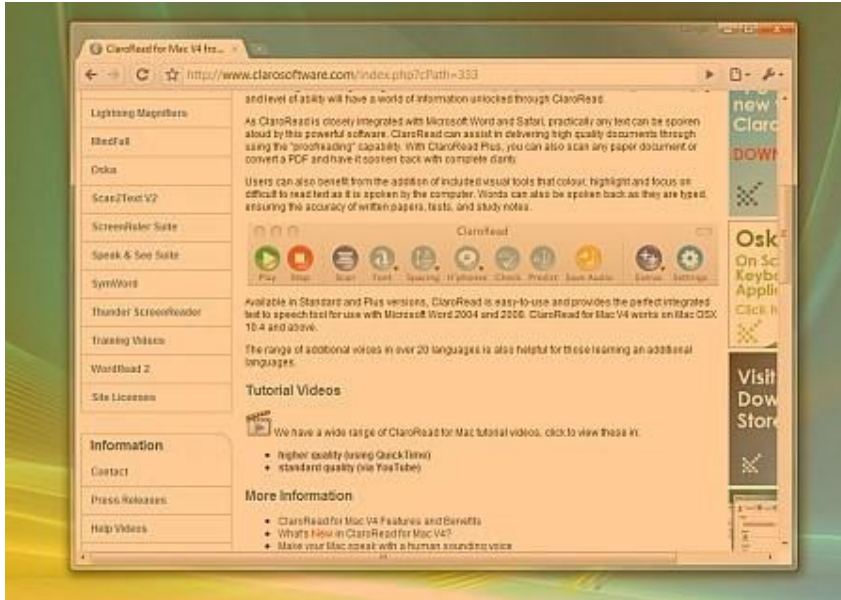 ClaroRead for Mac V4 fro...
http://www.clarosoftware.com/index.php?cPath=333
Lightning Magnifiers
MindFull
Oska
Scan2Text V2
ScreenRuler Suite
Speak & See Suite
SymWord
Thunder ScreenReader
Training Videos
WordRead 2
Site Licenses
Information
Contact
Press Releases
Help Videos
and level of ability will have a world of information unlocked through ClaroRead.
As ClaroRead is closely integrated with Microsoft Word and Safari, practically any text can be spoken
aloud by this powerful software. ClaroRead can assist in delivering high quality documents through
using the "proofreading" capability. With ClaroRead Plus, you can also scan any paper document or
convert a PDF and have it spoken back with complete clarity.
Users can also benefit from the addition of included visual tools that colour, highlight and focus on
difficult to read text as it is spoken by the computer. Words can also be spoken back as they are typed,
ensuring the accuracy of written papers, tests, and study notes.
ClaroRead
Play Stop Scan Font Spacing H'phones Check Predict Save Audio Extras Settings
Available in Standard and Plus versions, ClaroRead is easy-to-use and provides the perfect integrated
text to speech tool for use with Microsoft Word 2004 and 2008. ClaroRead for Mac V4 works on Mac OSX
10.4 and above.
The range of additional voices in over 20 languages is also helpful for those learning an additional
languages.
Tutorial Videos
We have a wide range of ClaroRead for Mac tutorial videos, click to view these in:
higher quality (using QuickTime)
standard quality (via YouTube)
More Information
ClaroRead for Mac V4 Features and Benefits
What's New in ClaroRead for Mac V4?
Make your Mac speak with a human sounding voice
new
Claro
DOWN
Osk
On Sc
Keybo
Applic
Click h
Visit
Dow
Store